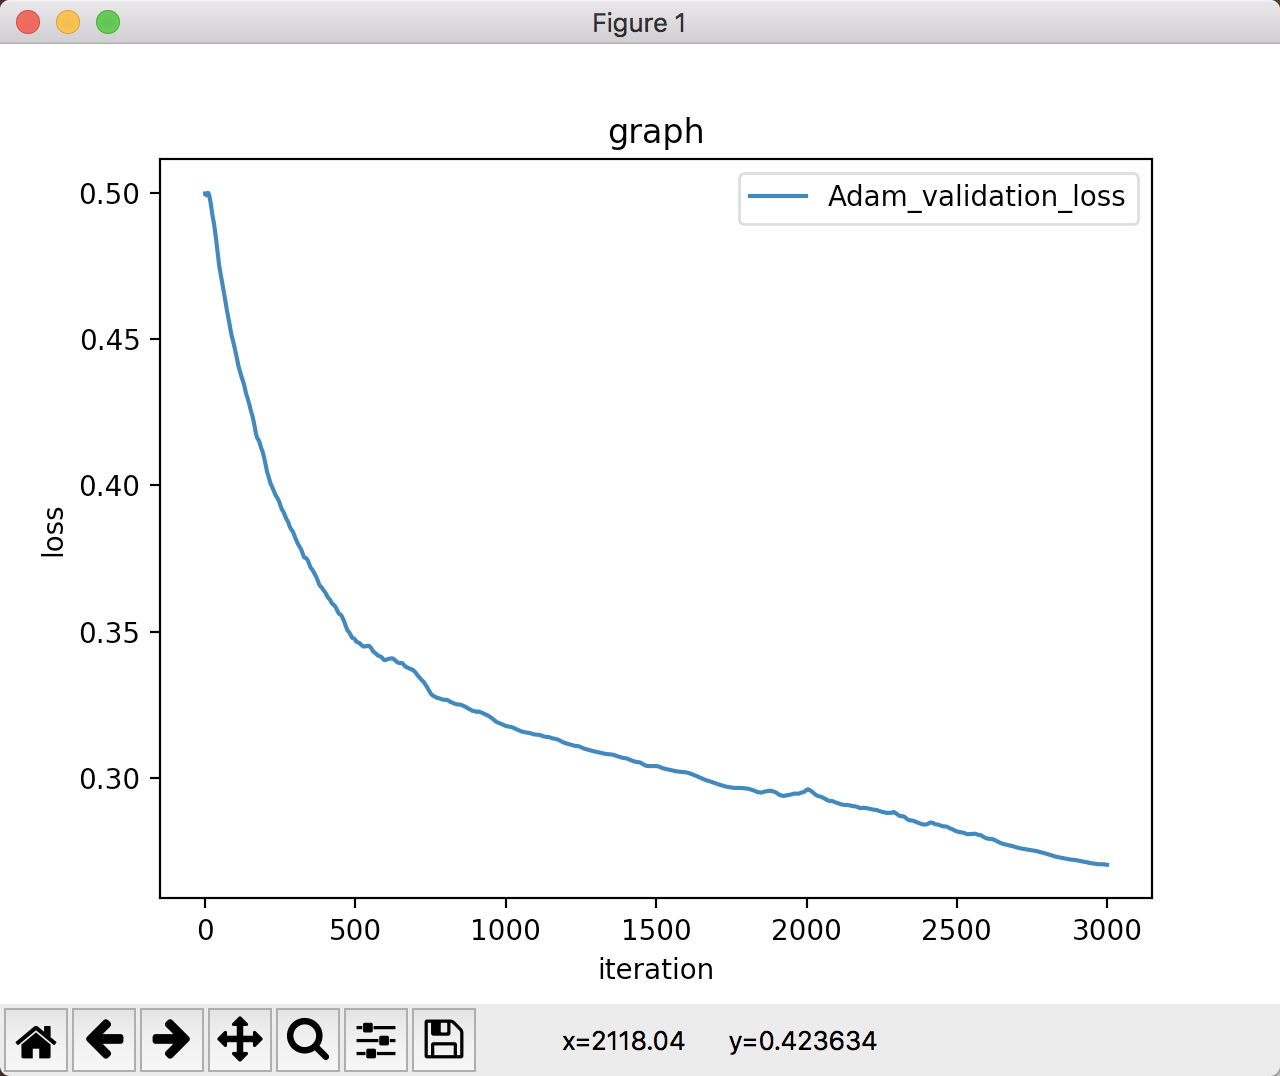 Figure 1
graph
Adam_validation_loss
0.50
0.45
0.40
0.35
0.30
loss
0 500 1000 1500 2000 2500 3000
iteration
x=2118.04 y=0.423634